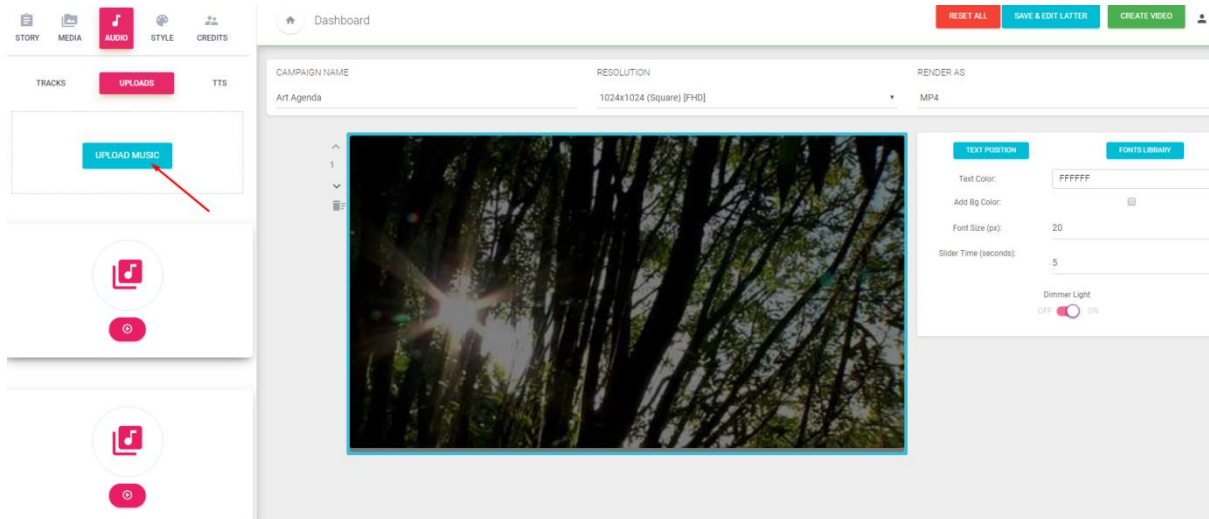 STORY MEDIA AUDIO STYLE CREDITS
Dashboard
RESET ALL SAVE & EDIT LATTER CREATE VIDEO
TRACKS UPLOADS TTS
UPLOAD MUSIC
CAMPAIGN NAME RESOLUTION RENDER AS
Art Agenda 1024x1024 (Square) [FHD] MP4
1
TEXT POSITION FONTS LIBRARY
Text Color: FFFFFF
Add Bg Color:
Font Size (px): 20
Slider Time (seconds): 5
Dimmer Light
OFF ON